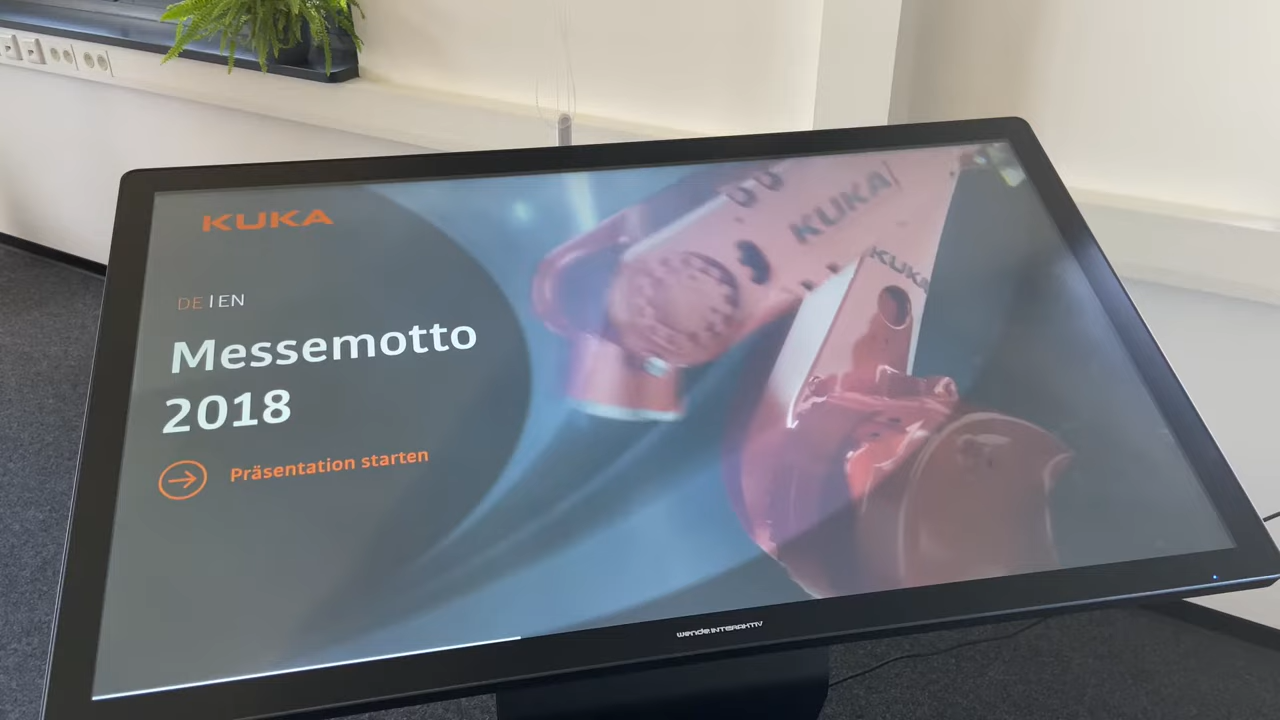 KUKA
DE | EN
Messemotto
2018
Präsentation starten
KUKA
KUKA
wende.INTERAKTIV